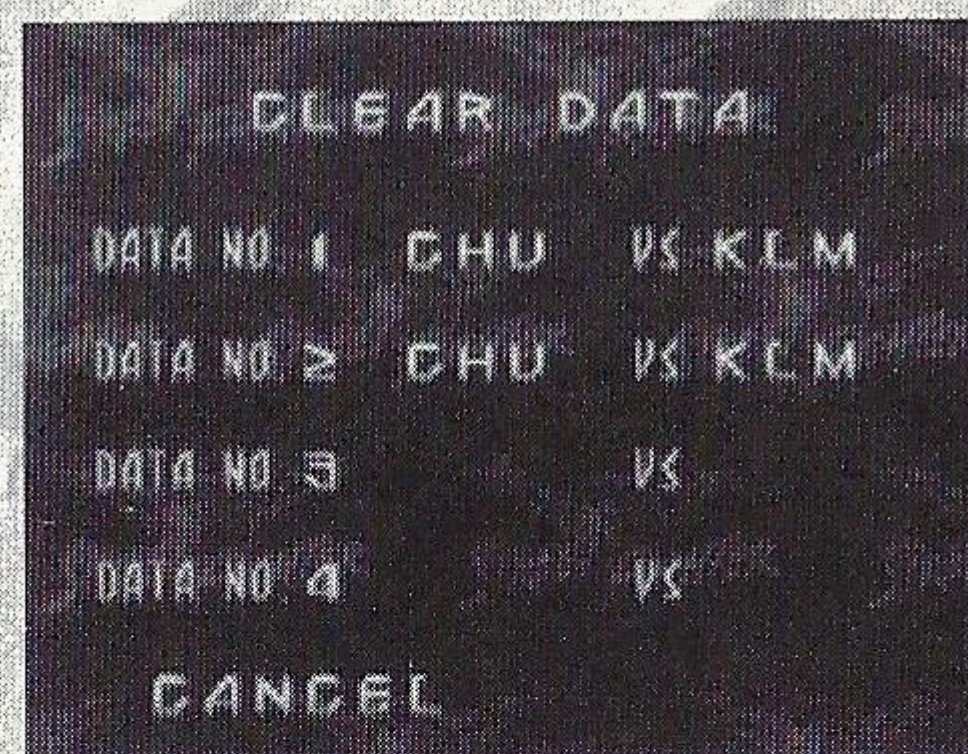 CLEAR DATA
DATA NO. 1 CHU VS KLM
DATA NO. 2 CHU VS KLM
DATA NO. 3 VS
DATA NO. 4 VS
CANCEL